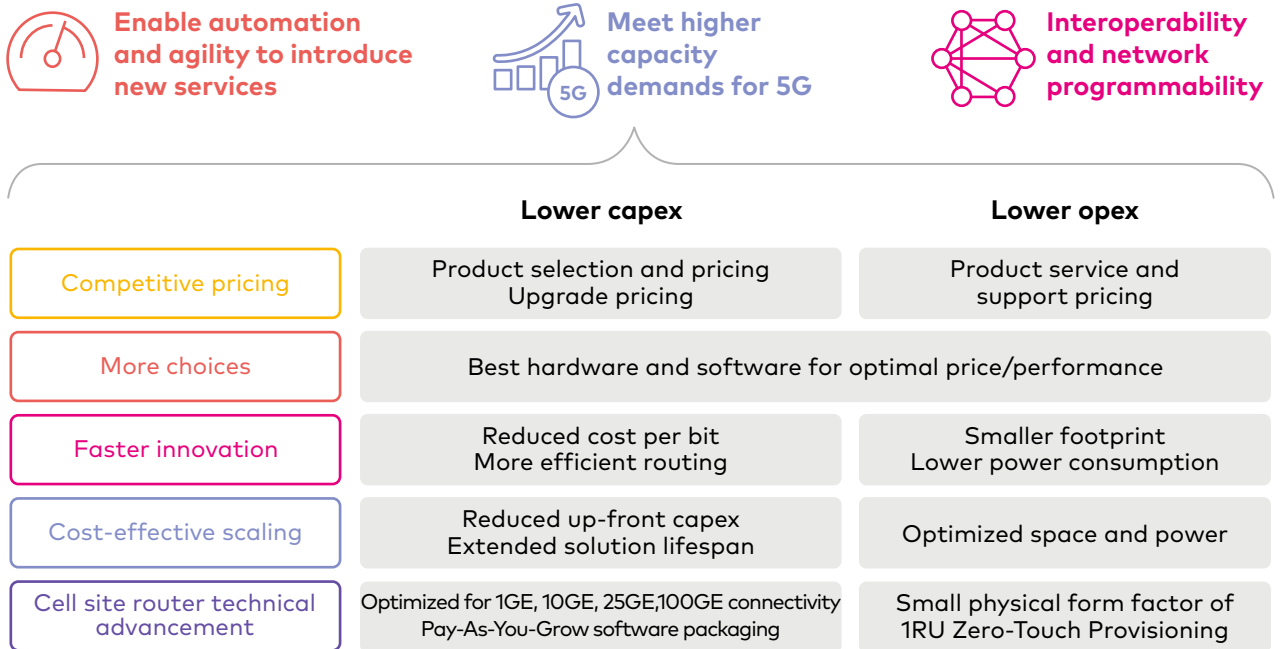 Enable automation
and agility to introduce
new services
5G
Meet higher
capacity
demands for 5G
Interoperability
and network
programmability
Lower capex
Lower opex
Competitive pricing
Product selection and pricing
Upgrade pricing
Product service and
support pricing
More choices
Best hardware and software for optimal price/performance
Faster innovation
Reduced cost per bit
More efficient routing
Smaller footprint
Lower power consumption
Cost-effective scaling
Reduced up-front capex
Extended solution lifespan
Optimized space and power
Cell site router technical
advancement
Optimized for 1GE, 10GE, 25GE,100GE connectivity
Pay-As-You-Grow software packaging
Small physical form factor of
1RU Zero-Touch Provisioning